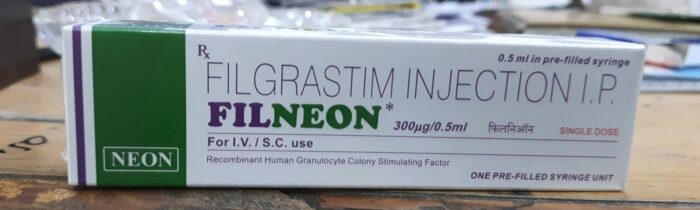 Rx
0.5 ml in pre-filled syringe
FILGRASTIM INJECTION I.P.
FILNEON* 300µg/0.5ml फिलनिऑन SINGLE DOSE
For I.V. / S.C. use
NEON
Recombinant Human Granulocyte Colony Stimulating Factor
ONE PRE-FILLED SYRINGE UNIT